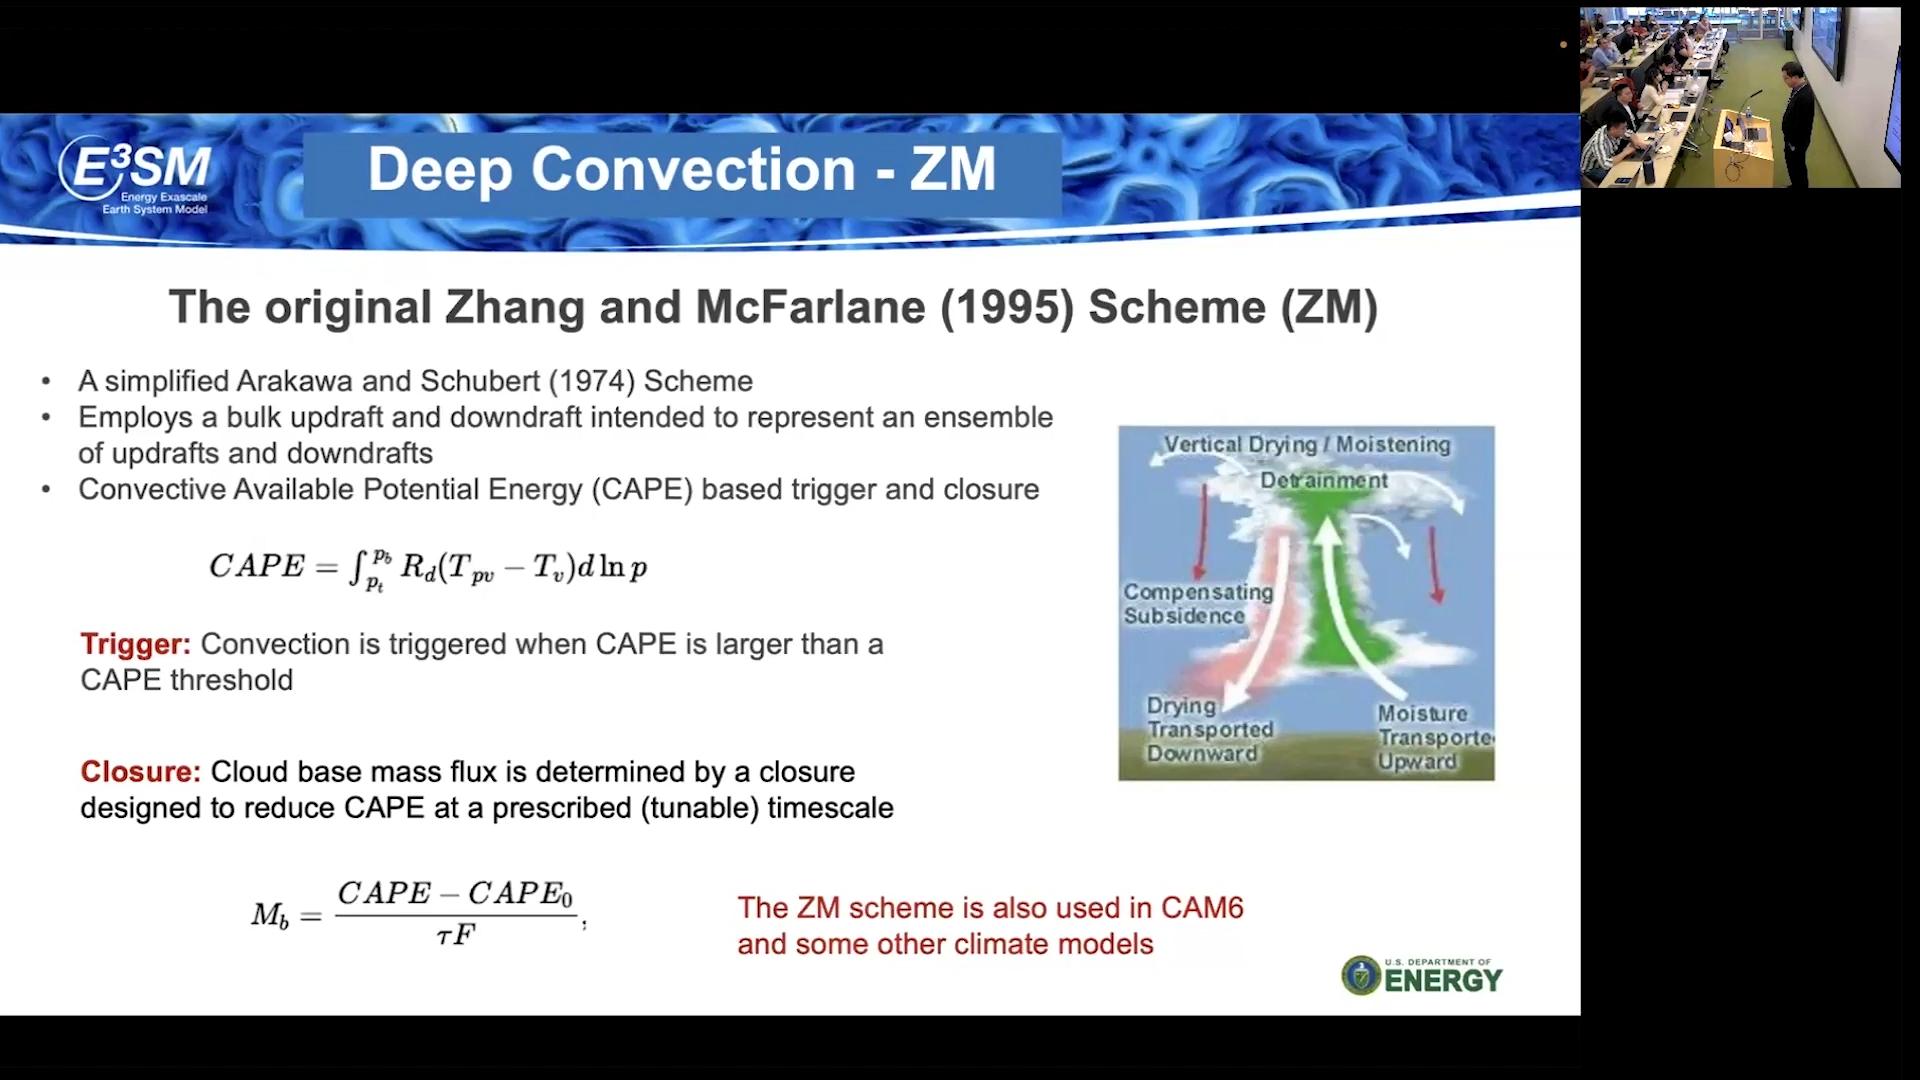 E³SM
Energy Exascale
Earth System Model
Deep Convection - ZM
The original Zhang and McFarlane (1995) Scheme (ZM)
• A simplified Arakawa and Schubert (1974) Scheme
• Employs a bulk updraft and downdraft intended to represent an ensemble
of updrafts and downdrafts
• Convective Available Potential Energy (CAPE) based trigger and closure
CAPE = ∫_{p_t}^{p_b} R_d(T_{pv} − T_v)d ln p
Trigger: Convection is triggered when CAPE is larger than a
CAPE threshold
Closure: Cloud base mass flux is determined by a closure
designed to reduce CAPE at a prescribed (tunable) timescale
M_b = (CAPE − CAPE_0) / (τF) ;
Vertical Drying / Moistening
Detrainment
Compensating
Subsidence
Drying
Transported
Downward
Moisture
Transporte
Upward
The ZM scheme is also used in CAM6
and some other climate models
U.S. DEPARTMENT OF
ENERGY